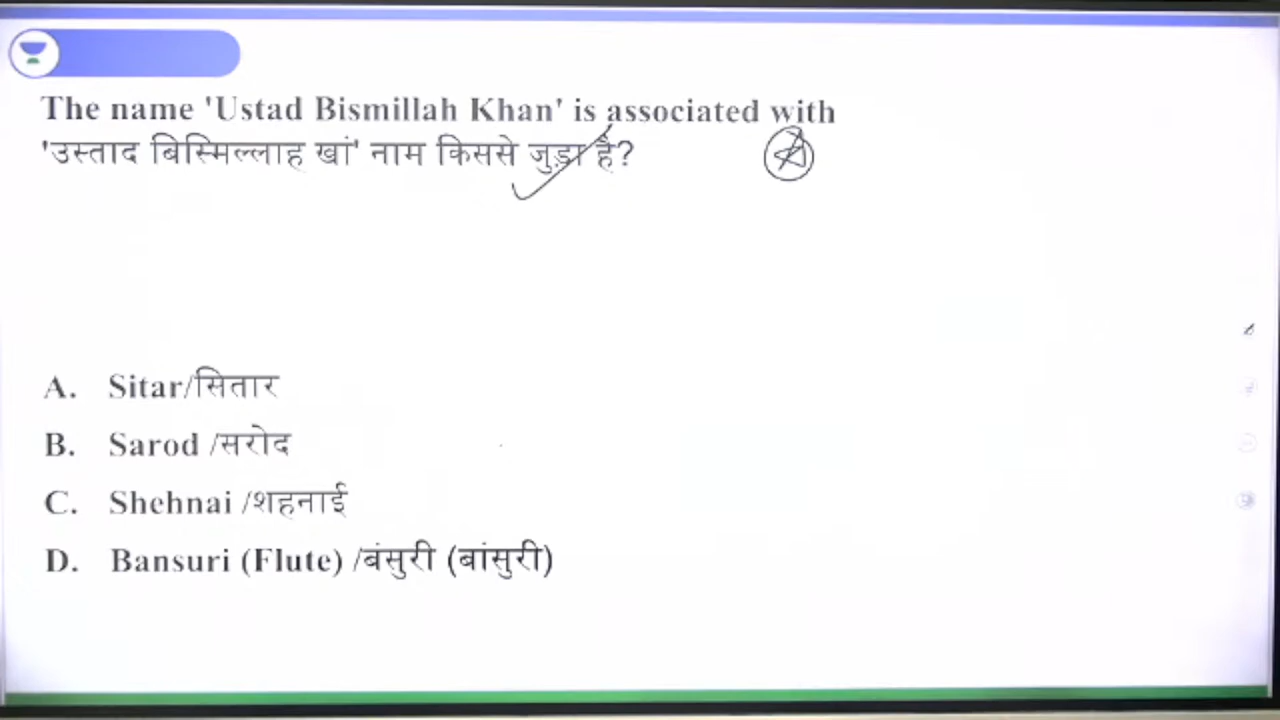 The name 'Ustad Bismillah Khan' is associated with
'उस्ताद बिस्मिल्लाह खां' नाम किससे जुड़ा है?
A. Sitar/सितार
B. Sarod /सरोद
C. Shehnai /शहनाई
D. Bansuri (Flute) /बंसुरी (बांसुरी)